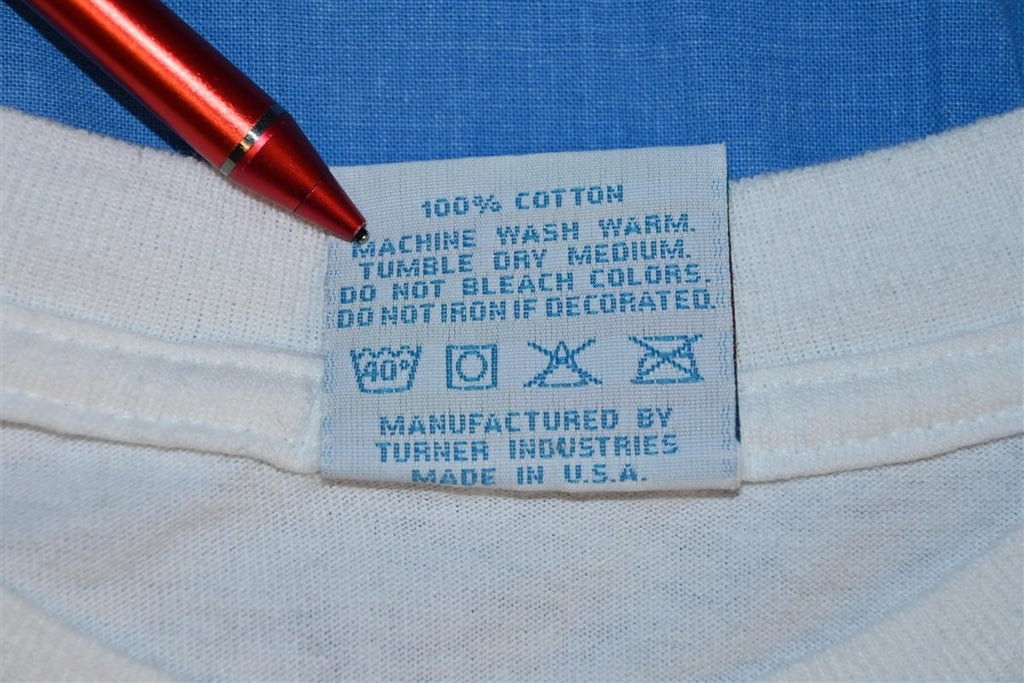 100% COTTON
MACHINE WASH WARM.
TUMBLE DRY MEDIUM.
DO NOT BLEACH COLORS.
DO NOT IRON IF DECORATED.
40° A
MANUFACTURED BY
TURNER INDUSTRIES
MADE IN U.S.A.